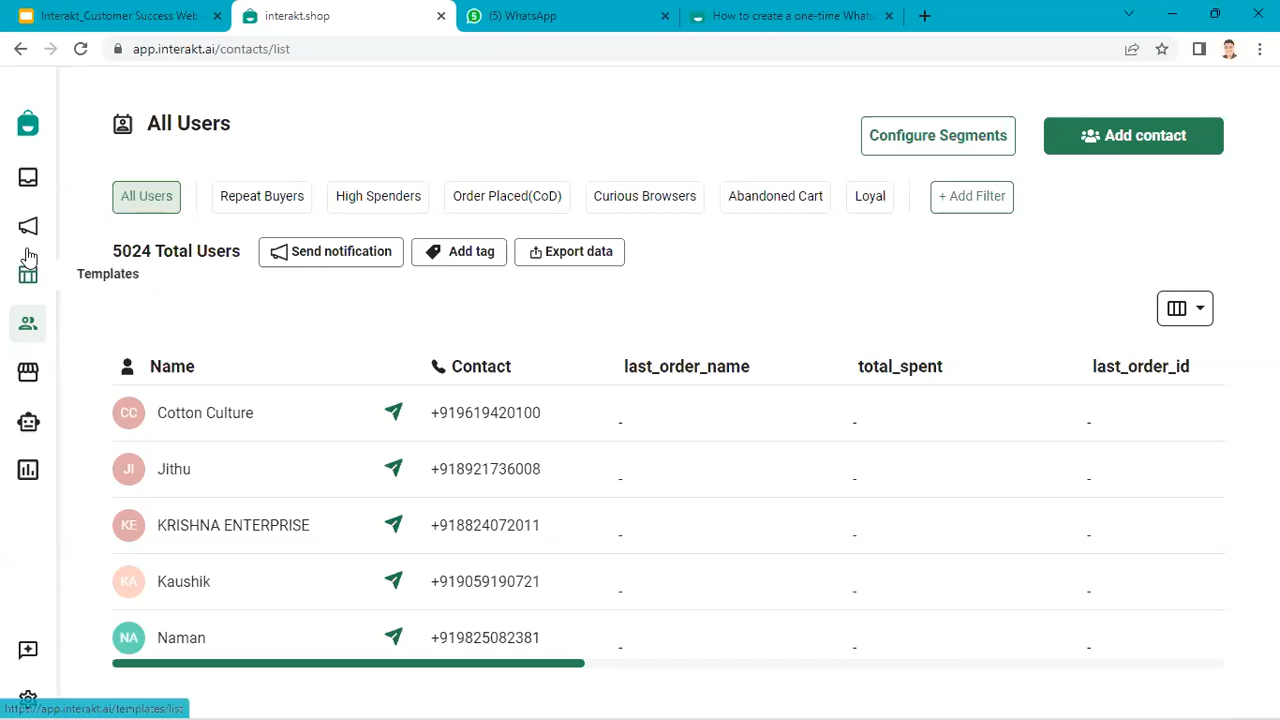 Interakt_Customer Success Web
interakt.shop
(5) WhatsApp
How to create a one-time Whats
app.interakt.ai/contacts/list
All Users
Configure Segments
Add contact
All Users
Repeat Buyers
High Spenders
Order Placed(CoD)
Curious Browsers
Abandoned Cart
Loyal
+ Add Filter
5024 Total Users
Send notification
Add tag
Export data
Templates
Name
Contact
last_order_name
total_spent
last_order_id
CC Cotton Culture +919619420100 - - -
JI Jithu +918921736008 - - -
KE KRISHNA ENTERPRISE +918824072011 - - -
KA Kaushik +919059190721 - - -
NA Naman +919825082381 - - -
https://app.interakt.ai/templates/list